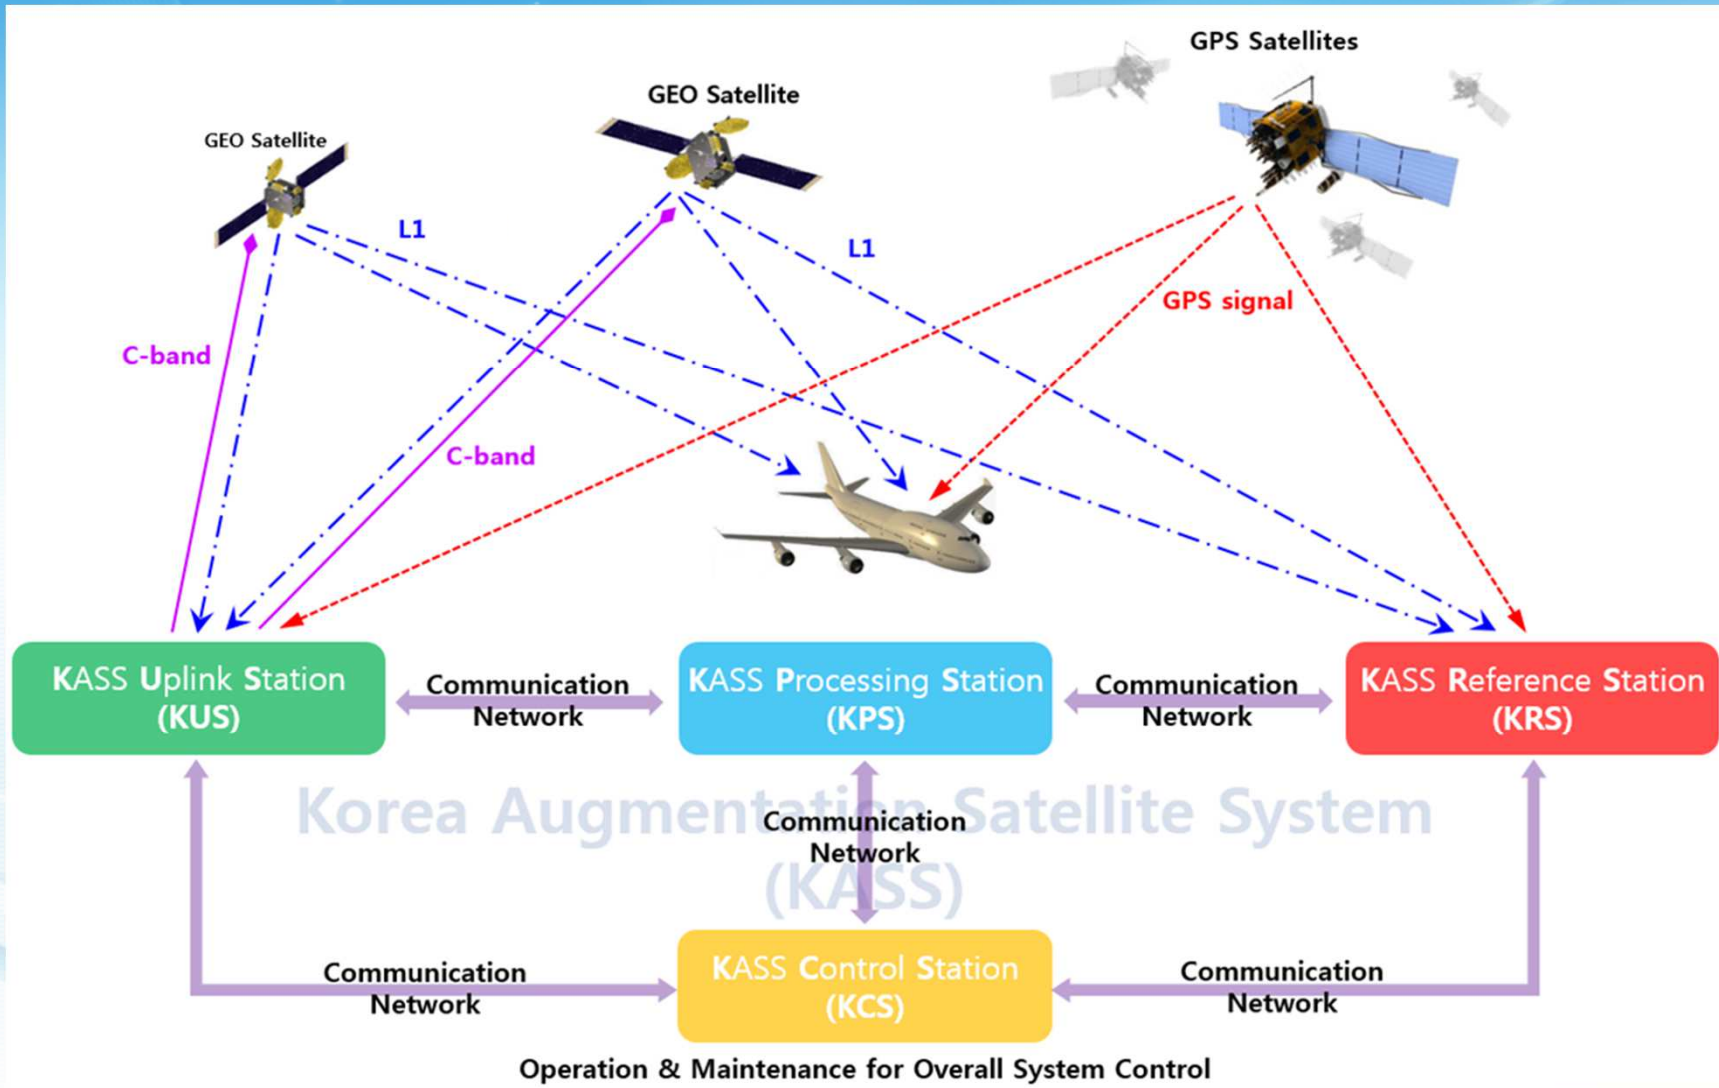 GPS Satellites
GEO Satellite
GEO Satellite
L1
L1
GPS signal
C-band
C-band
KASS Uplink Station
(KUS)
Communication
Network
KASS Processing Station
(KPS)
Communication
Network
KASS Reference Station
(KRS)
Korea Augmentation Satellite System
(KASS)
Communication
Network
Communication
Network
KASS Control Station
(KCS)
Communication
Network
Operation & Maintenance for Overall System Control